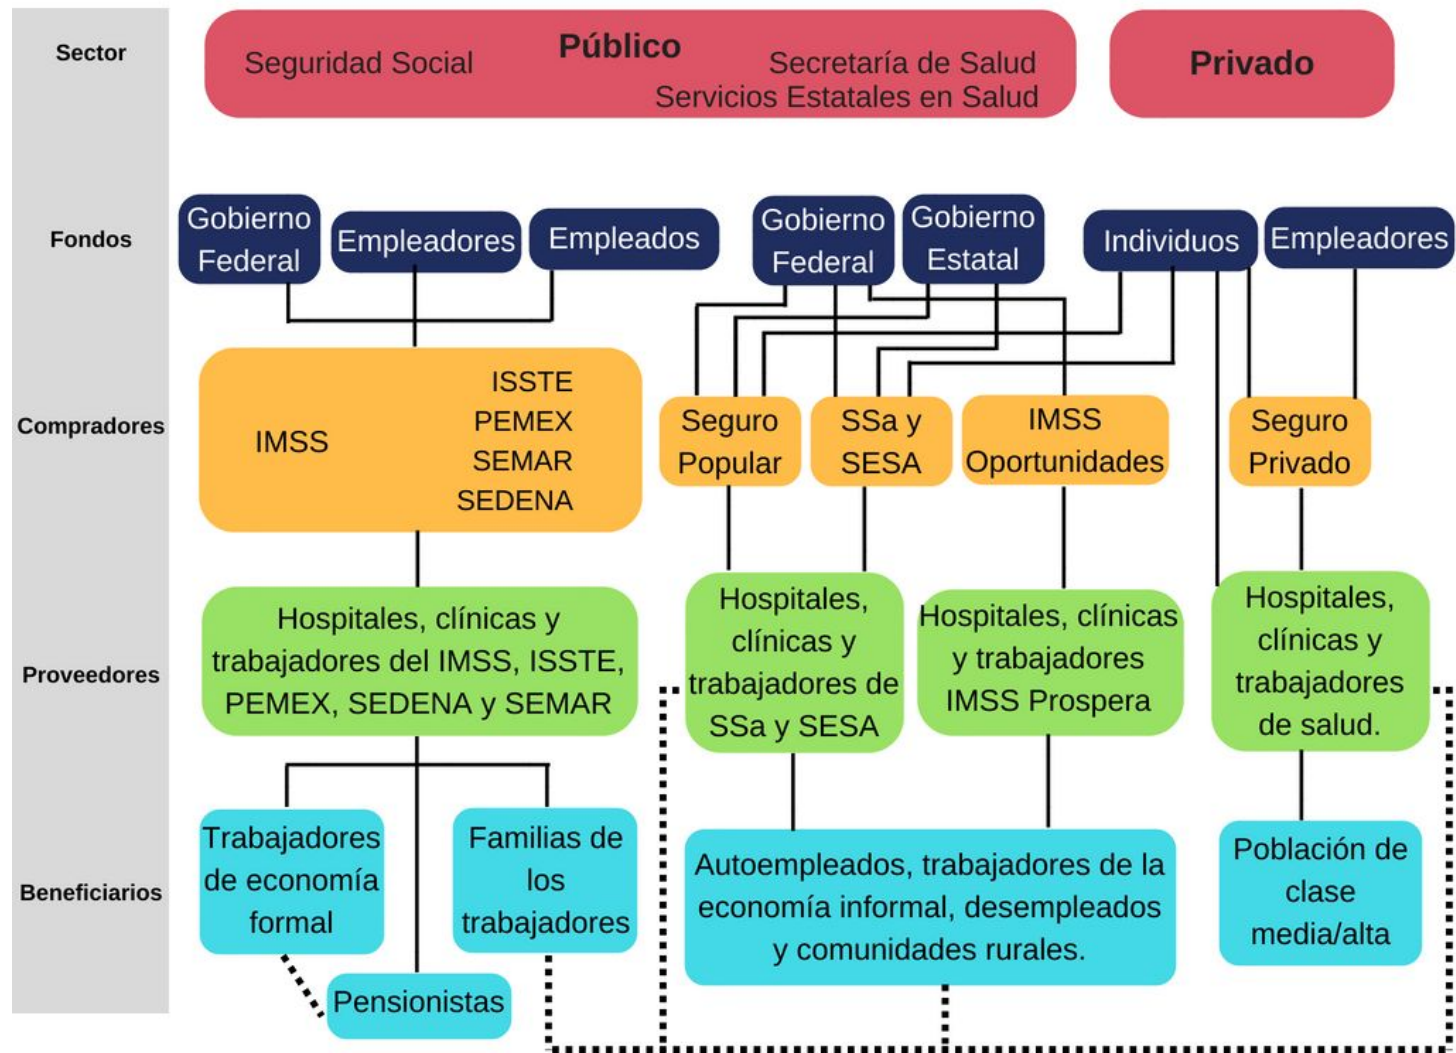 Sector
Público
Seguridad Social
Secretaría de Salud
Servicios Estatales en Salud
Privado
Fondos
Gobierno
Federal
Empleadores
Empleados
Gobierno
Federal
Gobierno
Estatal
Individuos
Empleadores
Compradores
IMSS
ISSTE
PEMEX
SEMAR
SEDENA
Seguro
Popular
SSa y
SESA
IMSS
Oportunidades
Seguro
Privado
Proveedores
Hospitales, clínicas y
trabajadores del IMSS, ISSTE,
PEMEX, SEDENA y SEMAR
Hospitales,
clínicas y
trabajadores de
SSa y SESA
Hospitales, clínicas
y trabajadores
IMSS Prospera
Hospitales,
clínicas y
trabajadores
de salud.
Beneficiarios
Trabajadores
de economía
formal
Familias de
los
trabajadores
Pensionistas
Autoempleados, trabajadores de la
economía informal, desempleados
y comunidades rurales.
Población de
clase
media/alta